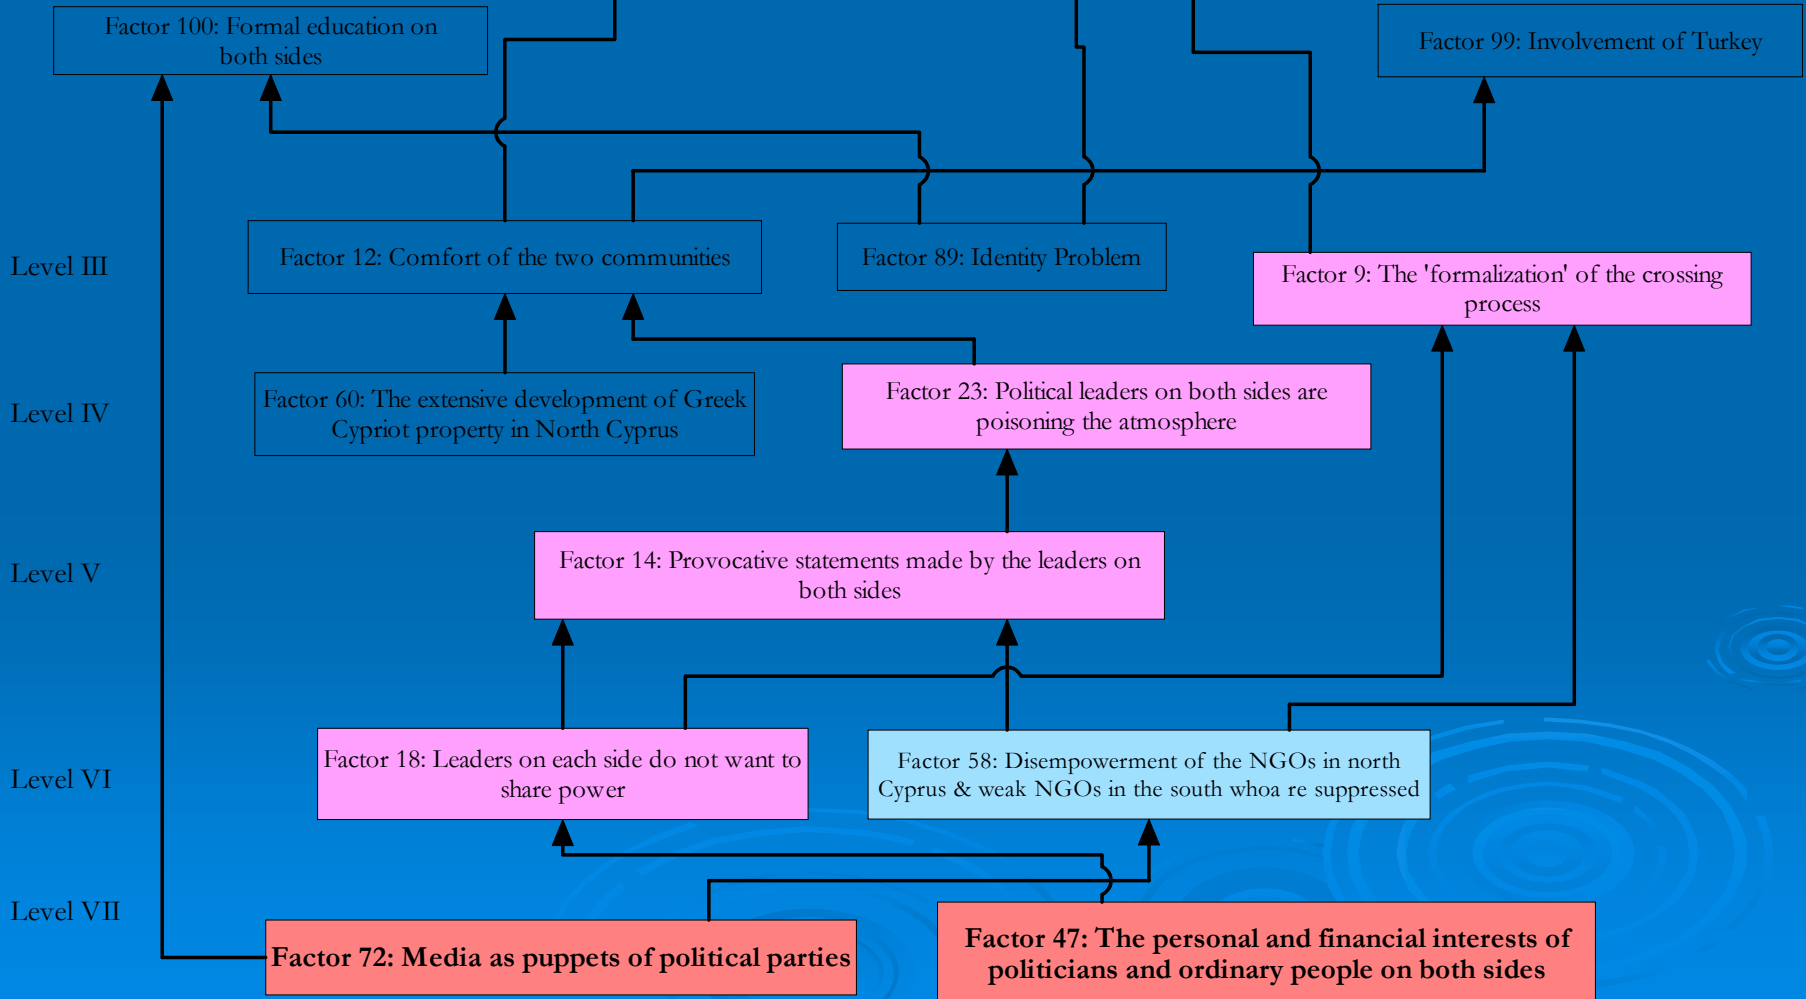 Factor 100: Formal education on
both sides
Factor 99: Involvement of Turkey
Level III
Factor 12: Comfort of the two communities
Factor 89: Identity Problem
Factor 9: The 'formalization' of the crossing
process
Level IV
Factor 60: The extensive development of Greek
Cypriot property in North Cyprus
Factor 23: Political leaders on both sides are
poisoning the atmosphere
Level V
Factor 14: Provocative statements made by the leaders on
both sides
Level VI
Factor 18: Leaders on each side do not want to
share power
Factor 58: Disempowerment of the NGOs in north
Cyprus & weak NGOs in the south whoa re suppressed
Level VII
Factor 72: Media as puppets of political parties
Factor 47: The personal and financial interests of
politicians and ordinary people on both sides